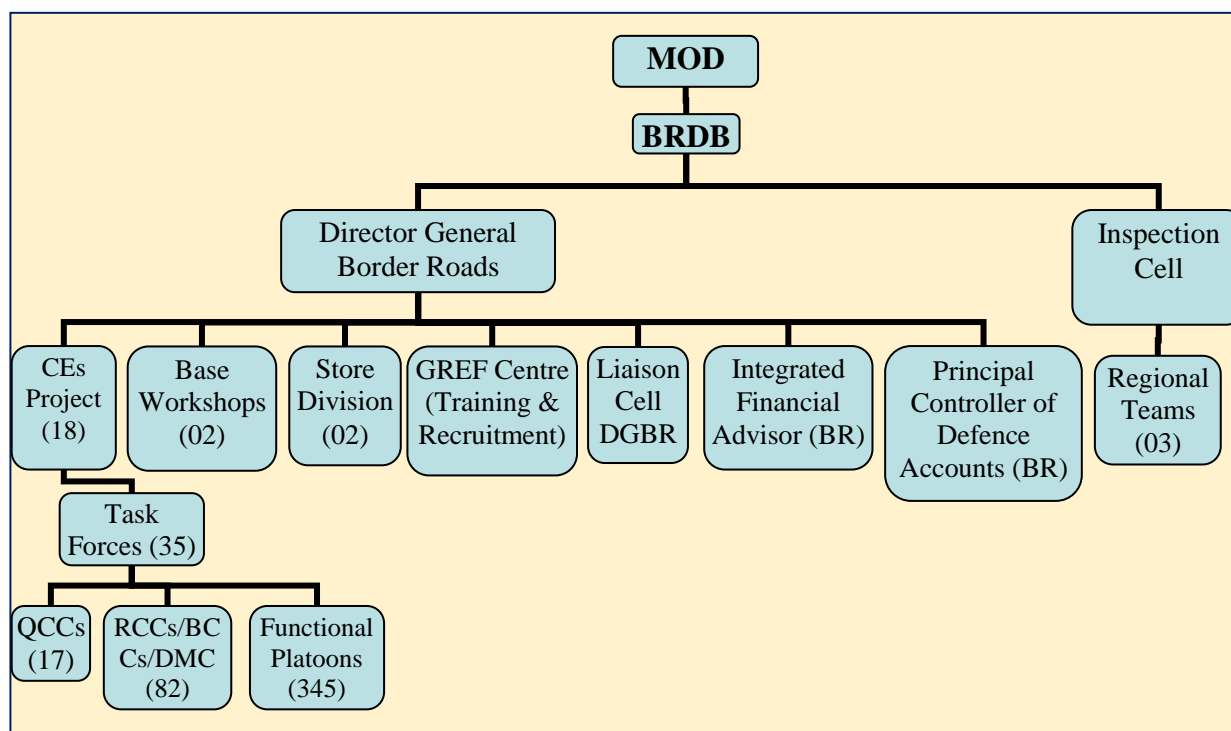 MOD
BRDB
Director General
Border Roads
Inspection
Cell
CEs
Project
(18)
Base
Workshops
(02)
Store
Division
(02)
GREF Centre
(Training &
Recruitment)
Liaison
Cell
DGBR
Integrated
Financial
Advisor (BR)
Principal
Controller of
Defence
Accounts (BR)
Regional
Teams
(03)
Task
Forces (35)
QCCs
(17)
RCCs/BC
Cs/DMC
(82)
Functional
Platoons
(345)